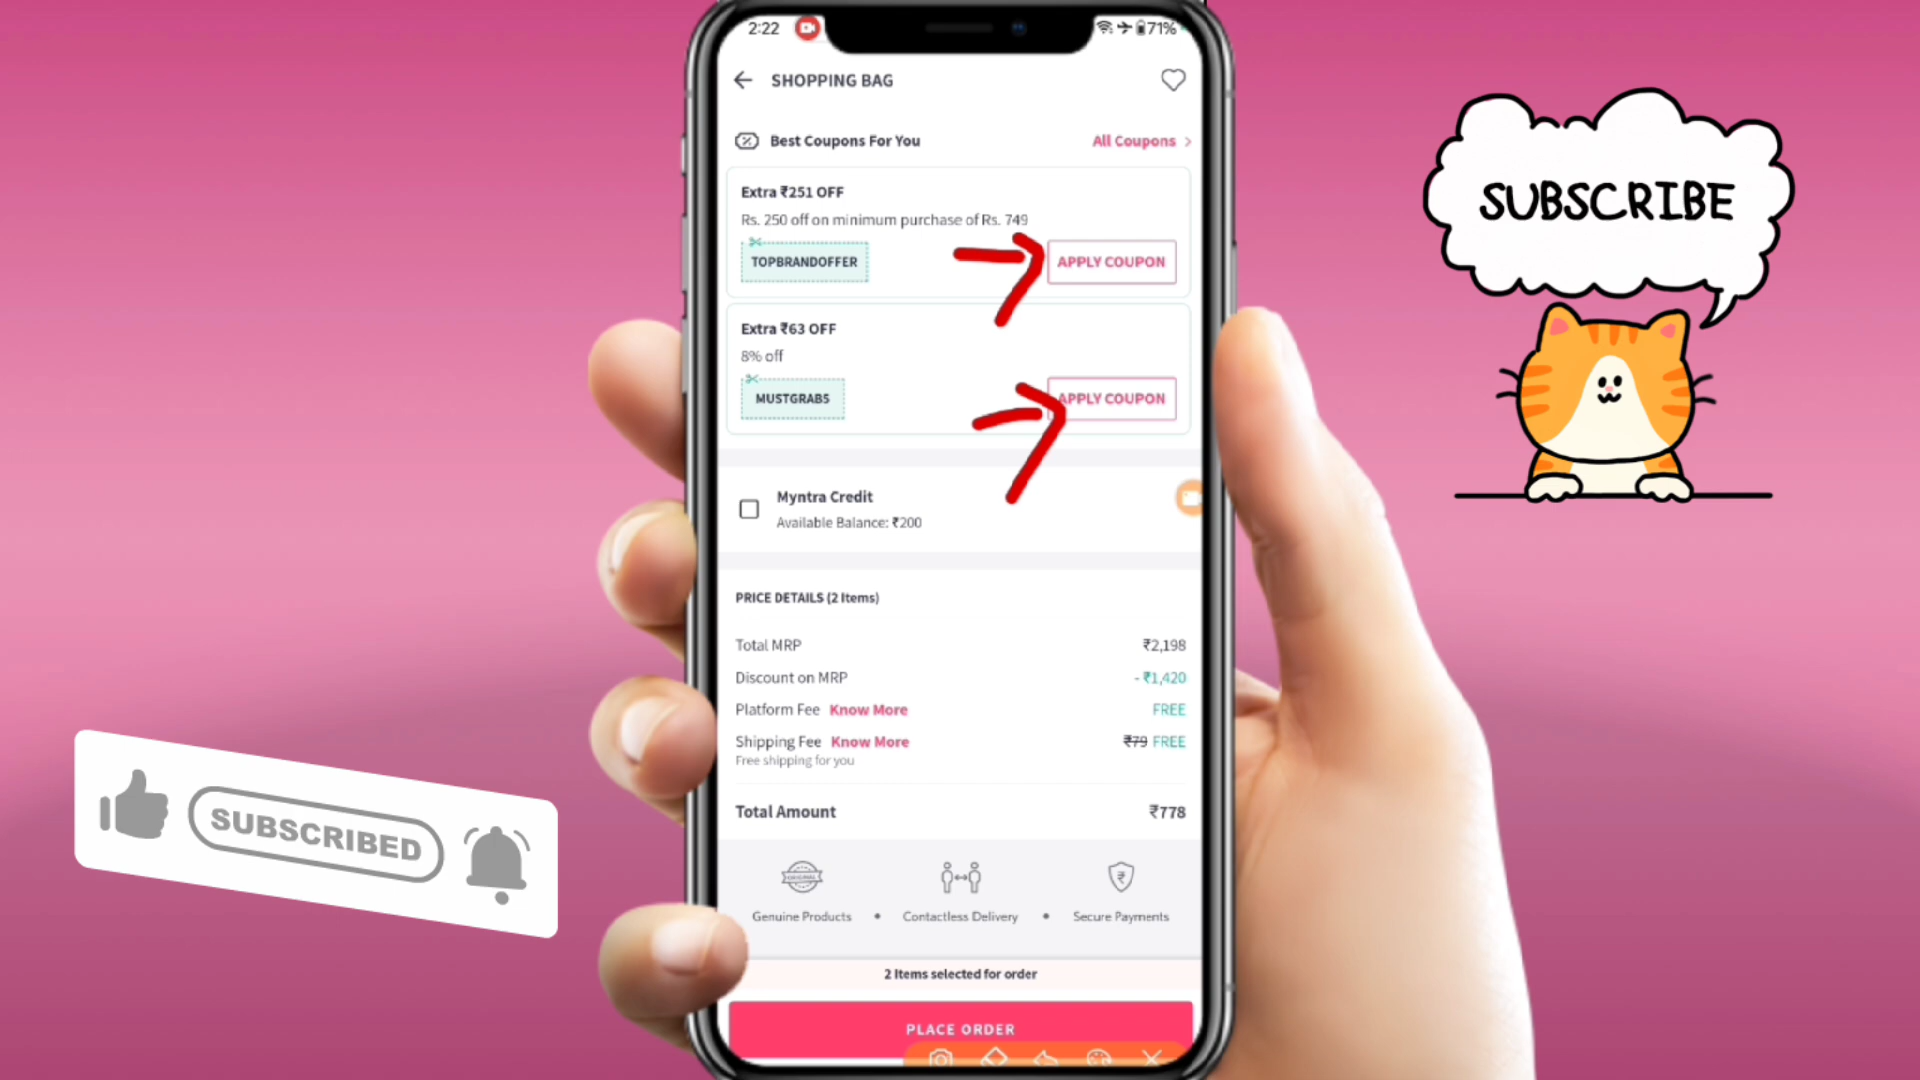 2:22
71%
SHOPPING BAG
Best Coupons For You
All Coupons >
Extra ₹251 OFF
Rs. 250 off on minimum purchase of Rs. 749
TOPBRANDOFFER
APPLY COUPON
Extra ₹63 OFF
8% off
MUSTGRABS
APPLY COUPON
Myntra Credit
Available Balance: ₹200
PRICE DETAILS (2 Items)
Total MRP ₹2,198
Discount on MRP - ₹1,420
Platform Fee Know More FREE
Shipping Fee Know More ₹79 FREE
Free shipping for you
Total Amount ₹778
ORIGINAL
Genuine Products • Contactless Delivery • Secure Payments
2 Items selected for order
PLACE ORDER
SUBSCRIBE
SUBSCRIBED